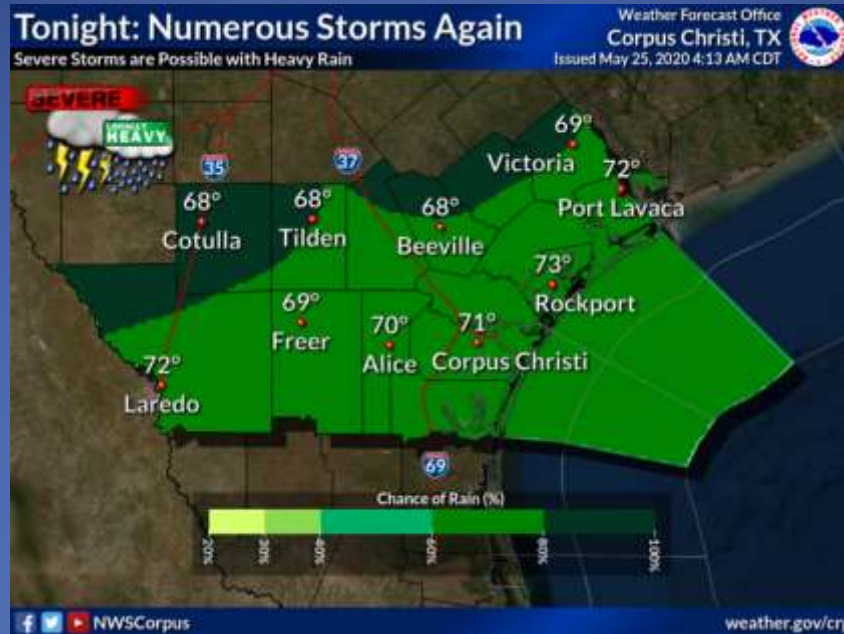 Tonight: Numerous Storms Again
Severe Storms are Possible with Heavy Rain
Weather Forecast Office
Corpus Christi, TX
Issued May 25, 2020 4:13 AM CDT
SEVERE
LOCALLY
HEAVY
35
37
69°
Victoria
72°
Port Lavaca
68°
Cotulla
68°
Tilden
68°
Beeville
73°
Rockport
69°
Freer
70°
Alice
71°
Corpus Christi
72°
Laredo
69
Chance of Rain (%)
20%
30%
40%
60%
80%
100%
NWSCorpus
weather.gov/crp